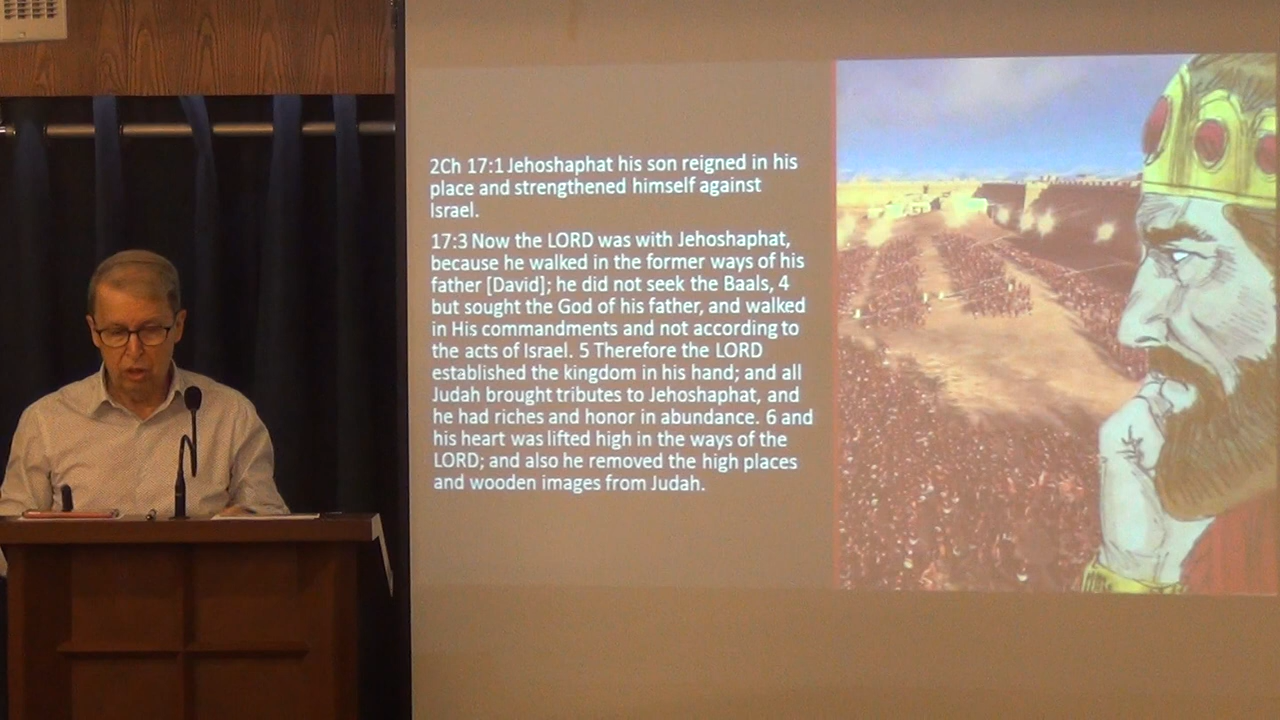 2Ch 17:1 Jehoshaphat his son reigned in his
place and strengthened himself against
Israel.
17:3 Now the LORD was with Jehoshaphat,
because he walked in the former ways of his
father [David]; he did not seek the Baals, 4
but sought the God of his father, and walked
in His commandments and not according to
the acts of Israel. 5 Therefore the LORD
established the kingdom in his hand; and all
Judah brought tributes to Jehoshaphat, and
he had riches and honor in abundance. 6 and
his heart was lifted high in the ways of the
LORD; and also he removed the high places
and wooden images from Judah.